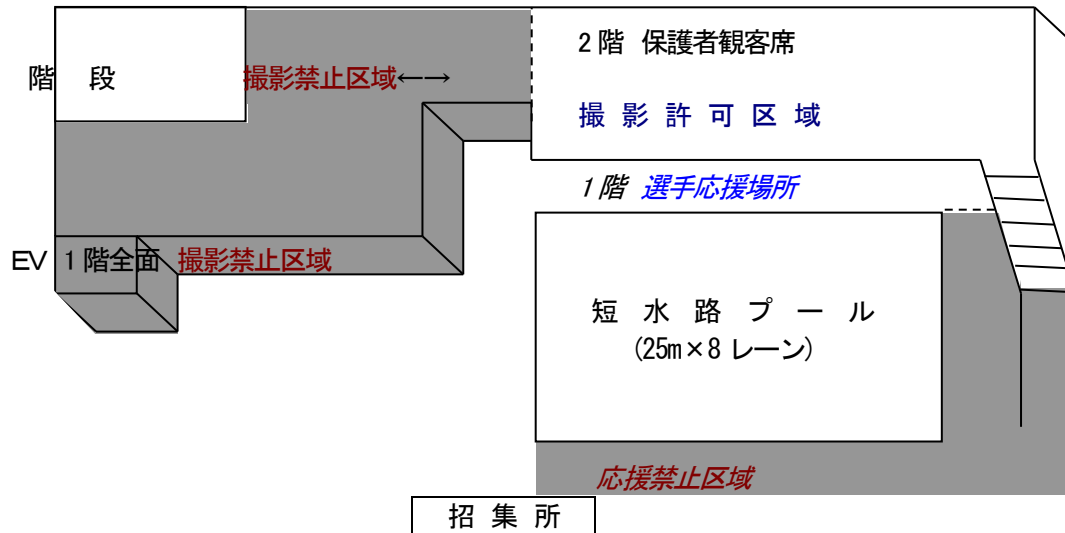 2階 保護者観客席
階 段
撮影禁止区域←→
撮 影 許 可 区 域
1階 選手応援場所
EV 1階全面 撮影禁止区域
短 水 路 プ ー ル
(25m×8 レーン)
応援禁止区域
招 集 所